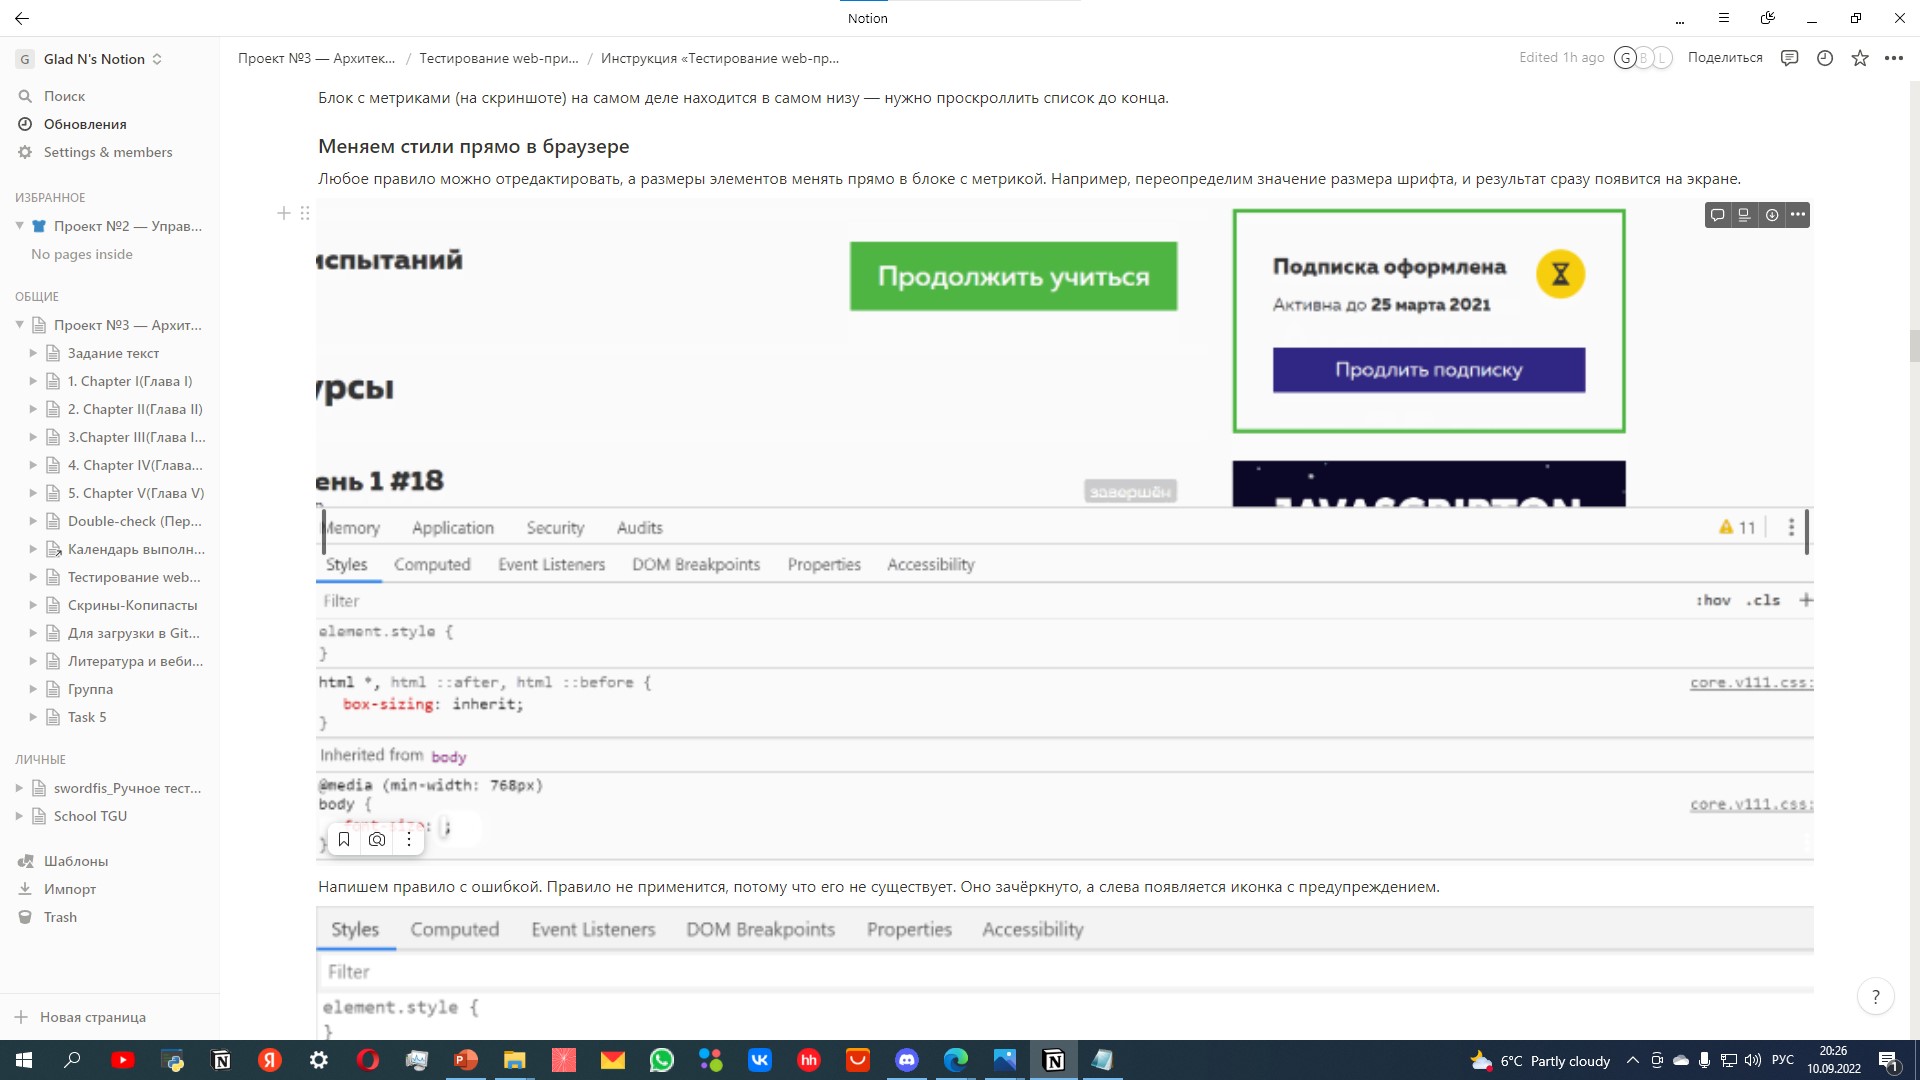 Notion
G Glad N's Notion
Проект №3 — Архитек... / Тестирование web-при... / Инструкция «Тестирование web-пр...
Edited 1h ago G B L Поделиться
Поиск
Обновления
Settings & members
ИЗБРАННОЕ
Проект №2 — Управ...
No pages inside
ОБЩИЕ
Проект №3 — Архит...
Задание текст
1. Chapter I(Глава I)
2. Chapter II(Глава II)
3.Chapter III(Глава I...
4. Chapter IV(Глава...
5. Chapter V(Глава V)
Double-check (Пер...
Календарь выполн...
Тестирование web...
Скрины-Копипасты
Для загрузки в Git...
Литература и веби...
Группа
Task 5
ЛИЧНЫЕ
swordfis_Ручное тест...
School TGU
Шаблоны
Импорт
Trash
Новая страница
Блок с метриками (на скриншоте) на самом деле находится в самом низу — нужно проскроллить список до конца.
Меняем стили прямо в браузере
Любое правило можно отредактировать, а размеры элементов менять прямо в блоке с метрикой. Например, переопределим значение размера шрифта, и результат сразу появится на экране.
испытаний
Продолжить учиться
Подписка оформлена
Активна до 25 марта 2021
Продлить подписку
урсы
ень 1 #18
завершён
JAVASCRIPTON
Memory Application Security Audits 11
Styles Computed Event Listeners DOM Breakpoints Properties Accessibility
Filter :hov .cls +
element.style {
}
html *, html ::after, html ::before { core.v111.css:
box-sizing: inherit;
}
Inherited from body
@media (min-width: 768px)
body { core.v111.css:
font-size: ;
}
Напишем правило с ошибкой. Правило не применится, потому что его не существует. Оно зачёркнуто, а слева появляется иконка с предупреждением.
Styles Computed Event Listeners DOM Breakpoints Properties Accessibility
Filter
element.style {
}
?
Я hh 6°C Partly cloudy РУС 20:26
10.09.2022 1